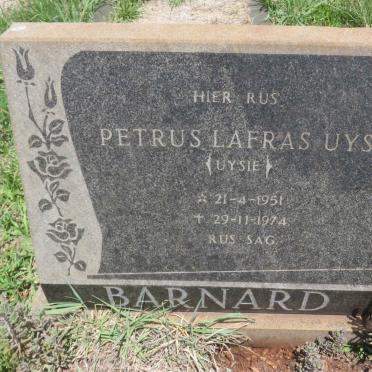 HIER RUS
PETRUS LAFRAS UYS
(UYSIE)
☆ 21-4-1951
✝ 29-11-1974
RUS SAG
BARNARD